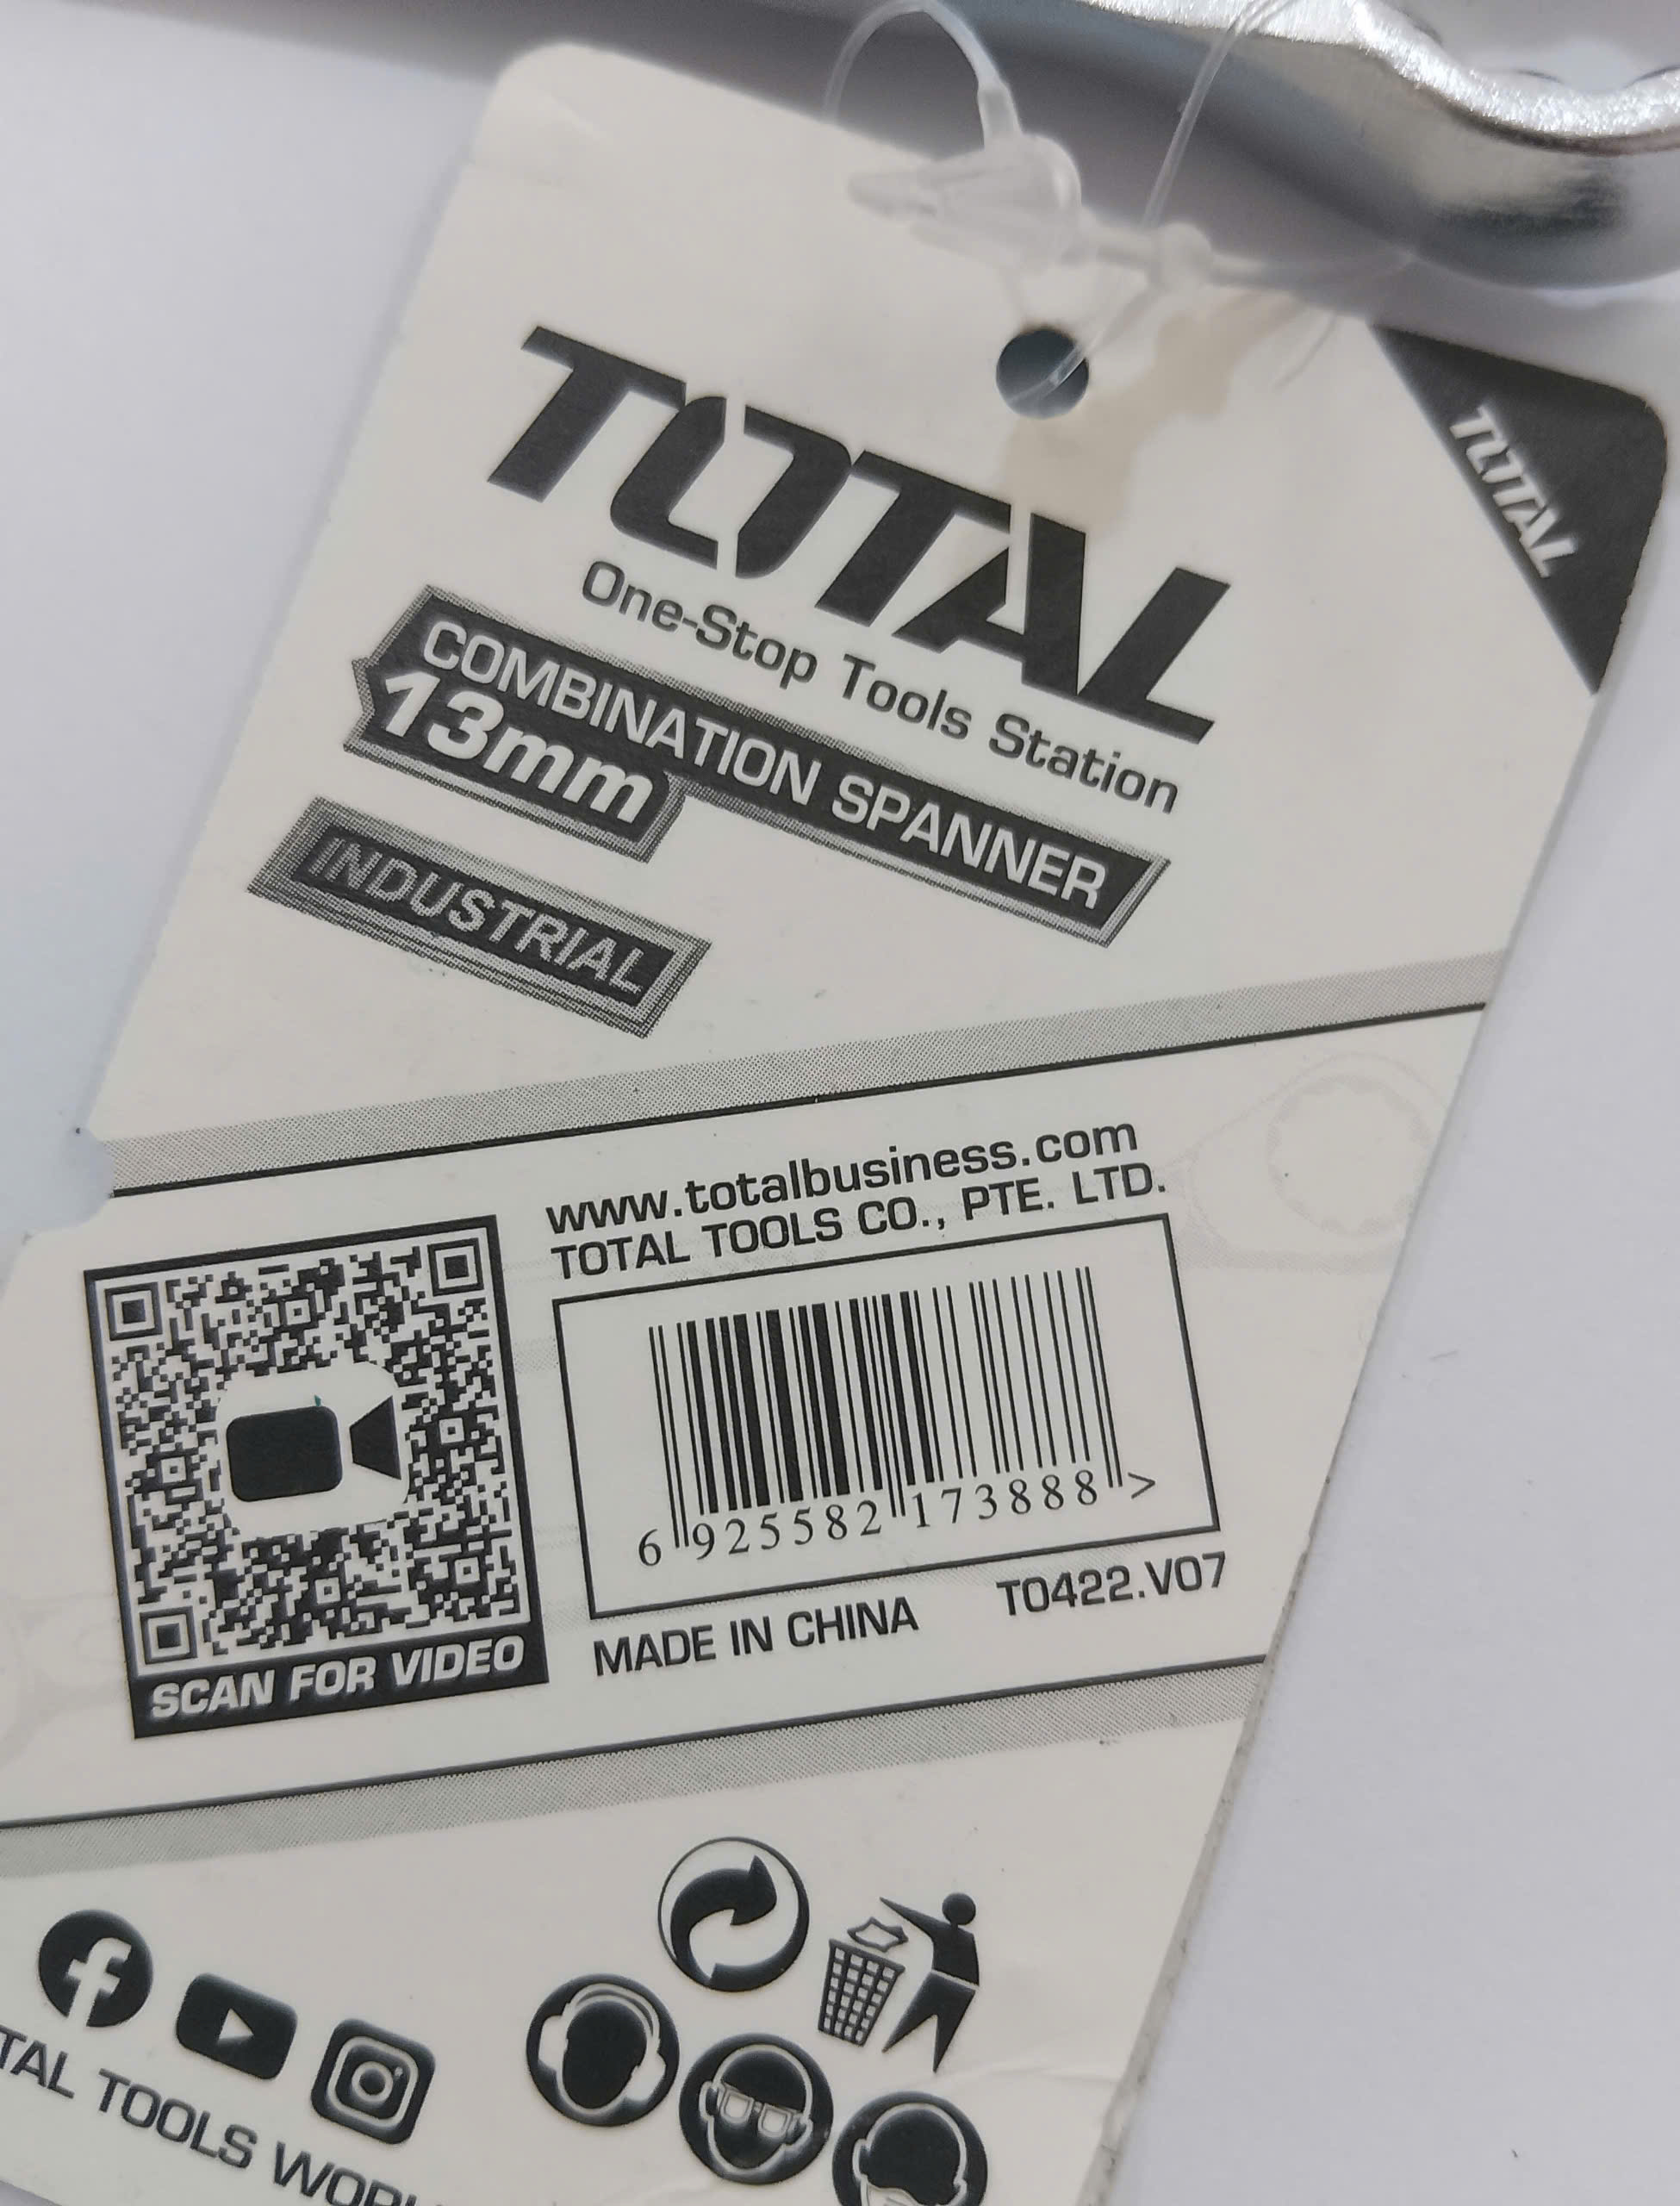 TOTAL
TOTAL
One-Stop Tools Station
COMBINATION SPANNER
13mm
INDUSTRIAL
www.totalbusiness.com
TOTAL TOOLS CO., PTE. LTD.
6 925582 173888 >
SCAN FOR VIDEO
MADE IN CHINA T0422.V07
TOOLS